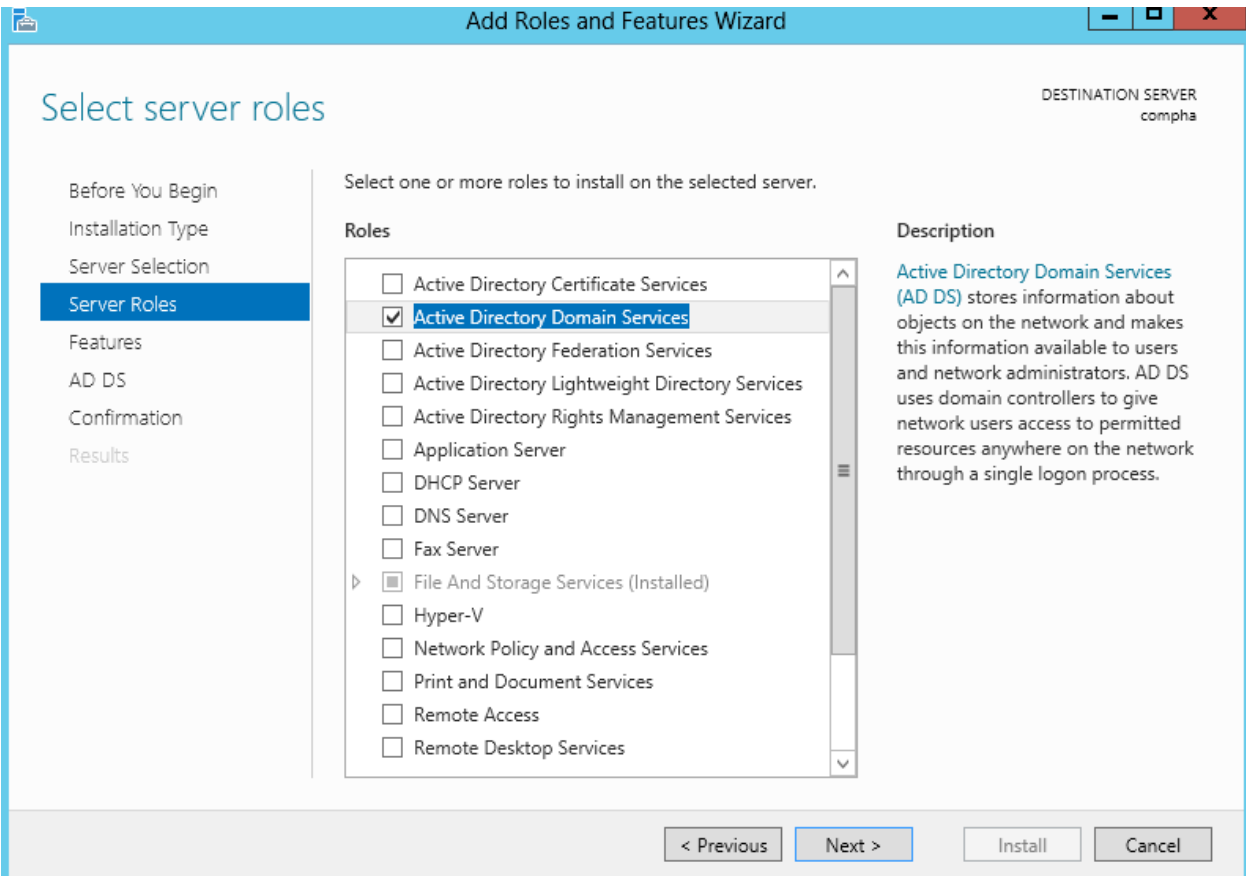 Add Roles and Features Wizard
Select server roles
DESTINATION SERVER
compha
Before You Begin
Installation Type
Server Selection
Server Roles
Features
AD DS
Confirmation
Results
Select one or more roles to install on the selected server.
Roles
Active Directory Certificate Services
Active Directory Domain Services
Active Directory Federation Services
Active Directory Lightweight Directory Services
Active Directory Rights Management Services
Application Server
DHCP Server
DNS Server
Fax Server
File And Storage Services (Installed)
Hyper-V
Network Policy and Access Services
Print and Document Services
Remote Access
Remote Desktop Services
Description
Active Directory Domain Services
(AD DS) stores information about
objects on the network and makes
this information available to users
and network administrators. AD DS
uses domain controllers to give
network users access to permitted
resources anywhere on the network
through a single logon process.
< Previous
Next >
Install
Cancel